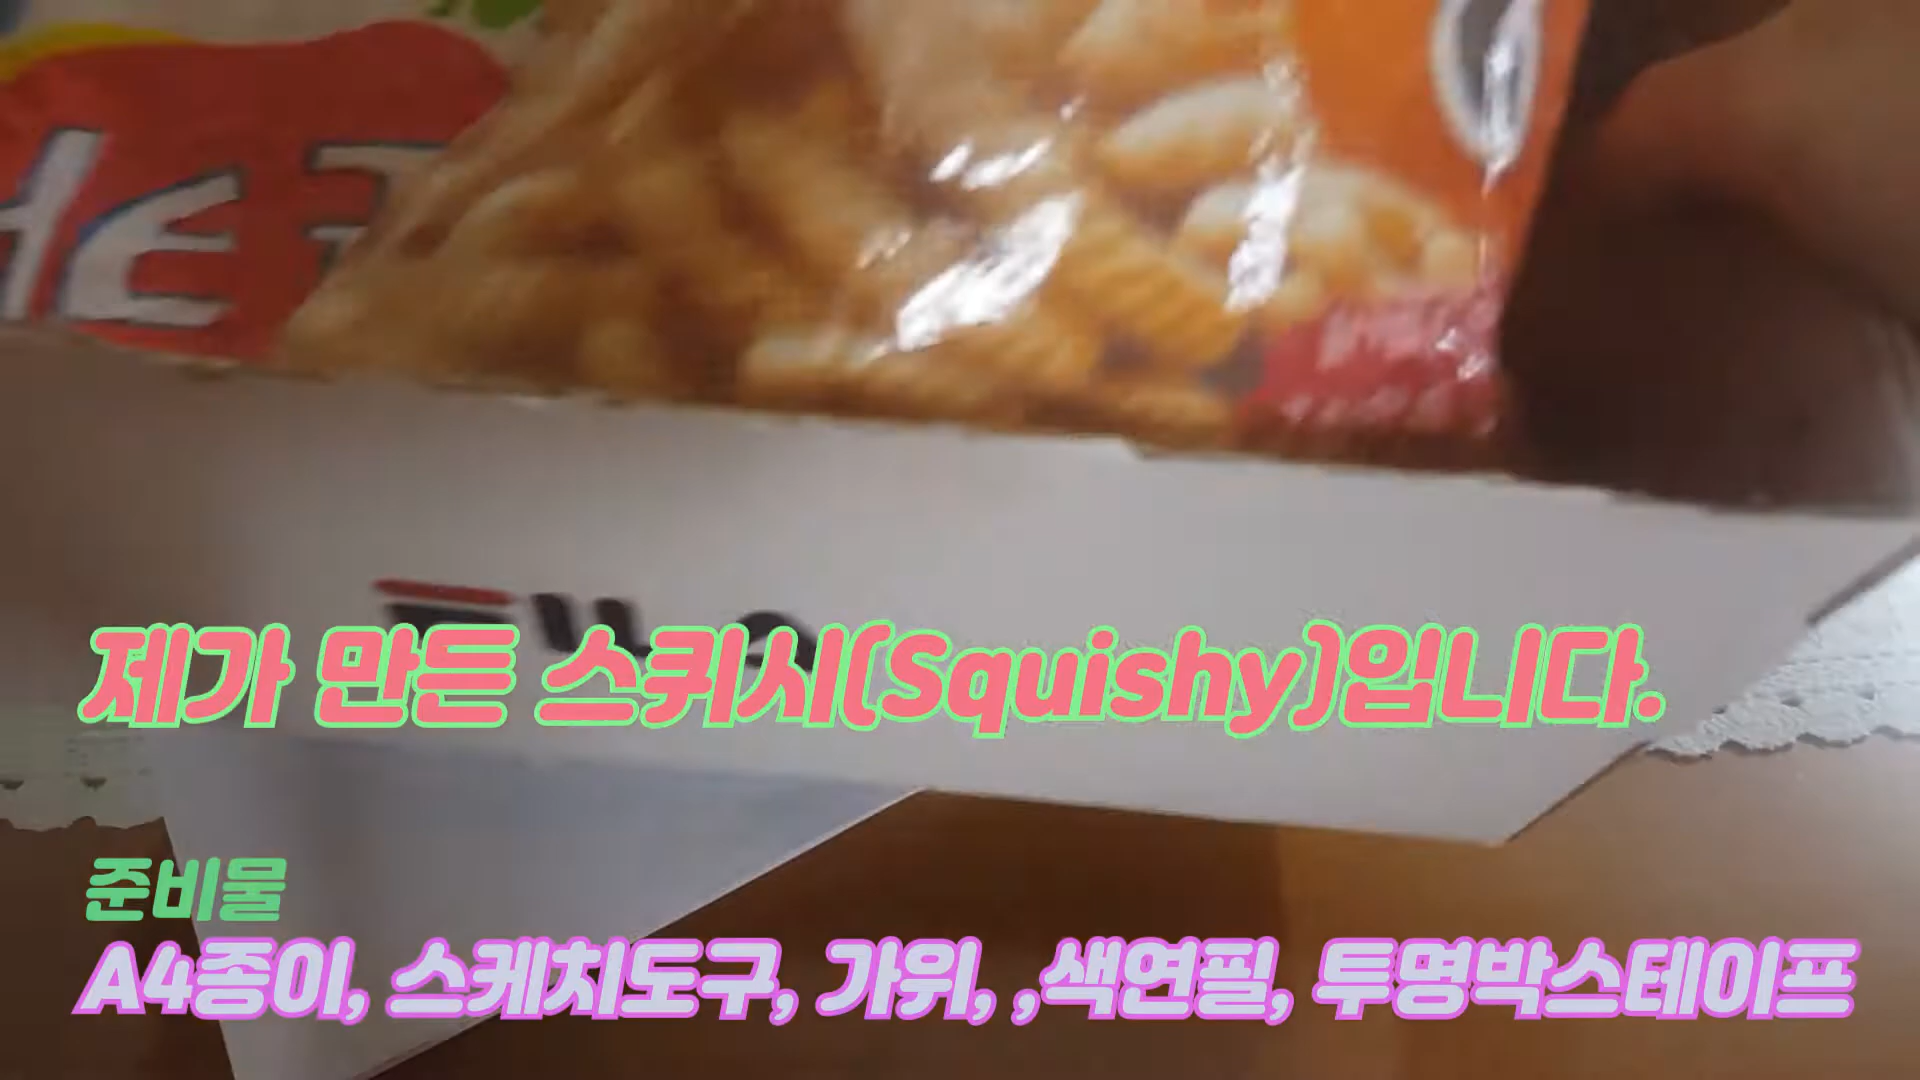 FILA
제가 만든 스퀴시(Squishy)입니다.
준비물
A4종이, 스케치도구, 가위, ,색연필, 투명박스테이프